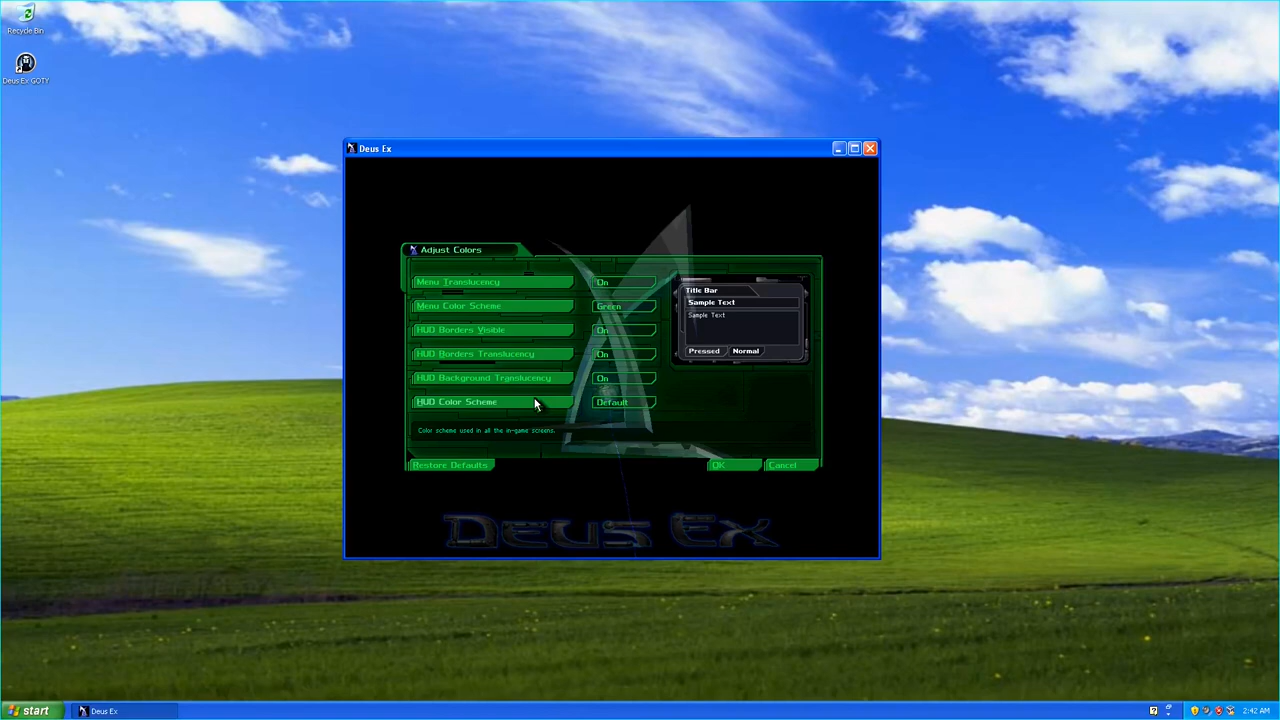 Recycle Bin
Deus Ex GOTY
Deus Ex
Adjust Colors
Menu Translucency
On
Menu Color Scheme
Green
HUD Borders Visible
On
HUD Borders Translucency
On
HUD Background Translucency
On
HUD Color Scheme
Default
Title Bar
Sample Text
Sample Text
Pressed
Normal
Color scheme used in all the in-game screens.
Restore Defaults
OK
Cancel
DEUS EX
start
Deus Ex
2:42 AM